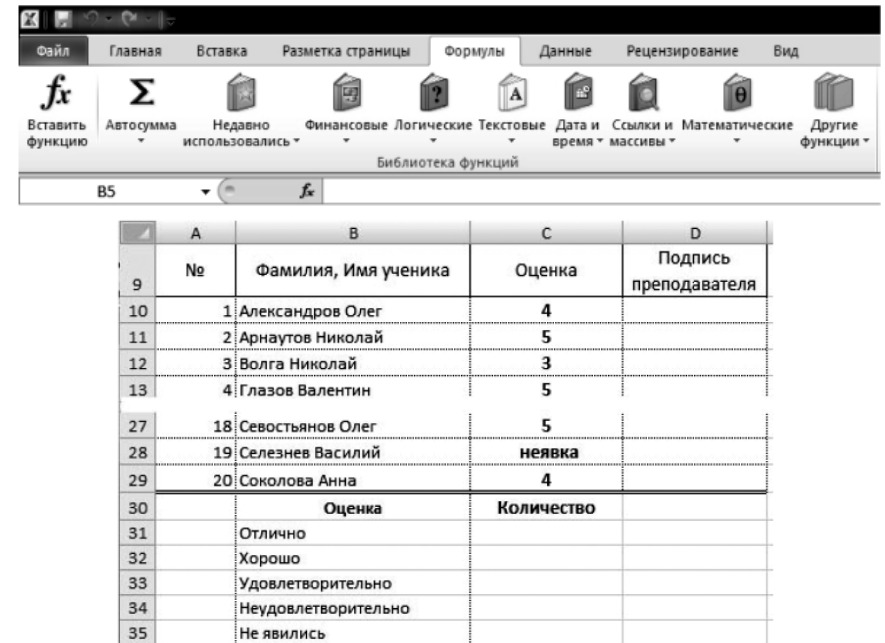 Файл Главная Вставка Разметка страницы Формулы Данные Рецензирование Вид
fx Σ ? A θ
Вставить функцию Автосумма Недавно использовались Финансовые Логические Текстовые Дата и время Ссылки и массивы Математические Другие функции
Библиотека функций
B5 fx
A B C D
9 № Фамилия, Имя ученика Оценка Подпись преподавателя
10 1 Александров Олег 4
11 2 Арнаутов Николай 5
12 3 Волга Николай 3
13 4 Глазов Валентин 5
27 18 Севостьянов Олег 5
28 19 Селезнев Василий неявка
29 20 Соколова Анна 4
30 Оценка Количество
31 Отлично
32 Хорошо
33 Удовлетворительно
34 Неудовлетворительно
35 Не явились